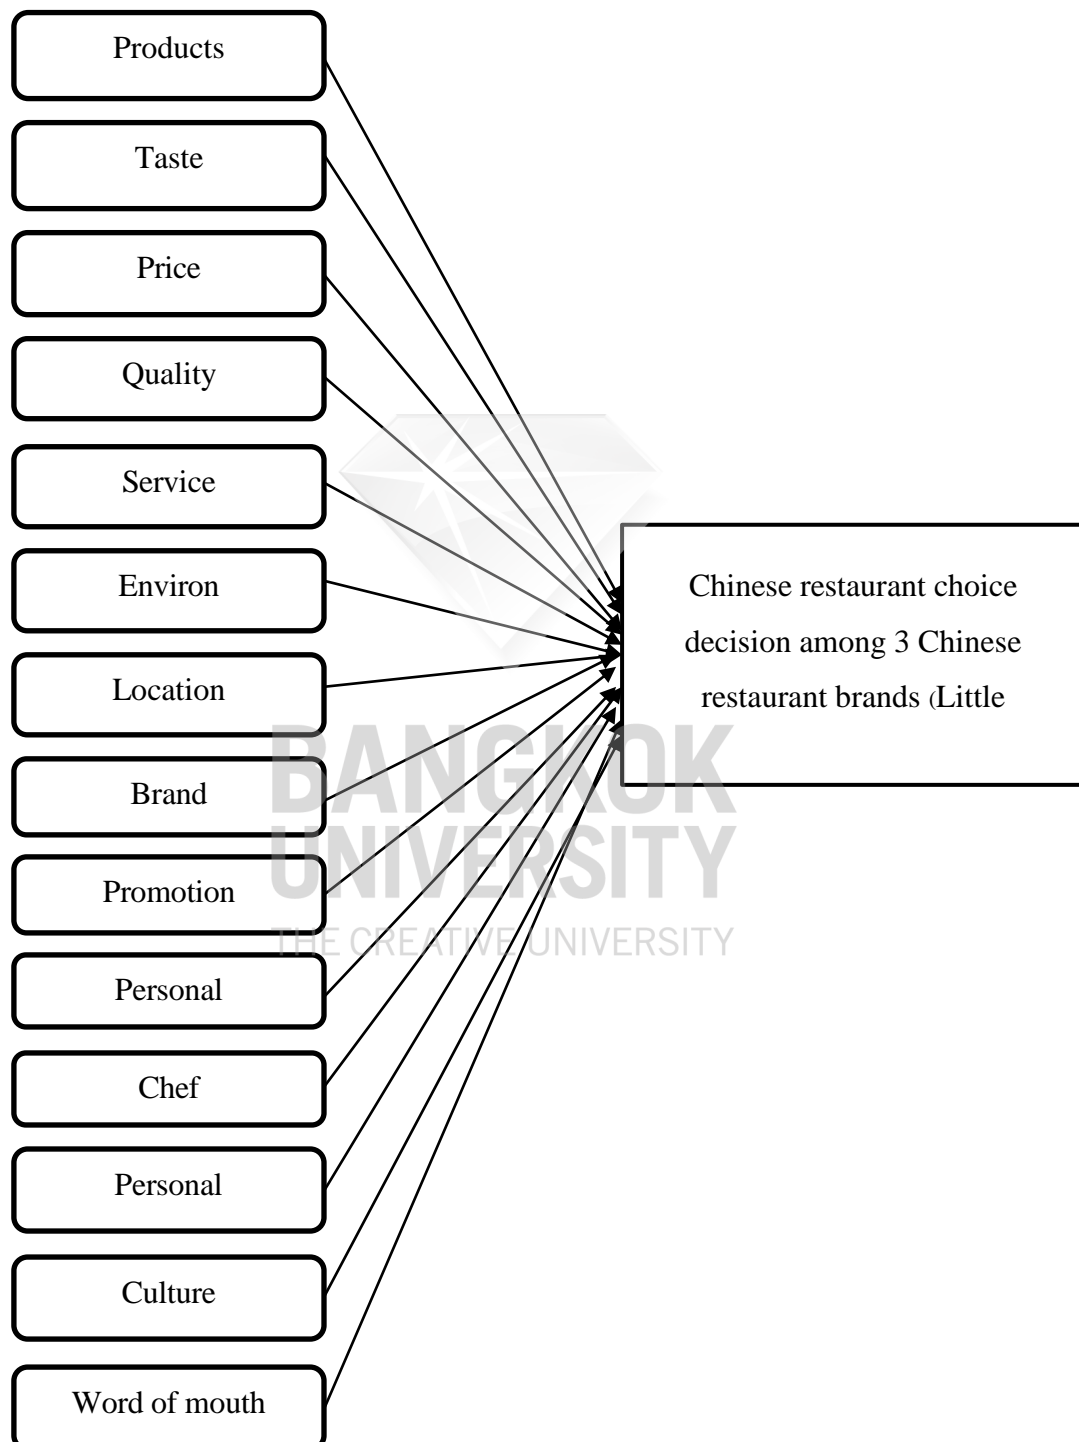 Products
Taste
Price
Quality
Service
Environ
Location
Brand
Promotion
Personal
Chef
Personal
Culture
Word of mouth
Chinese restaurant choice
decision among 3 Chinese
restaurant brands (Little
BANGKOK
UNIVERSITY
THE CREATIVE UNIVERSITY